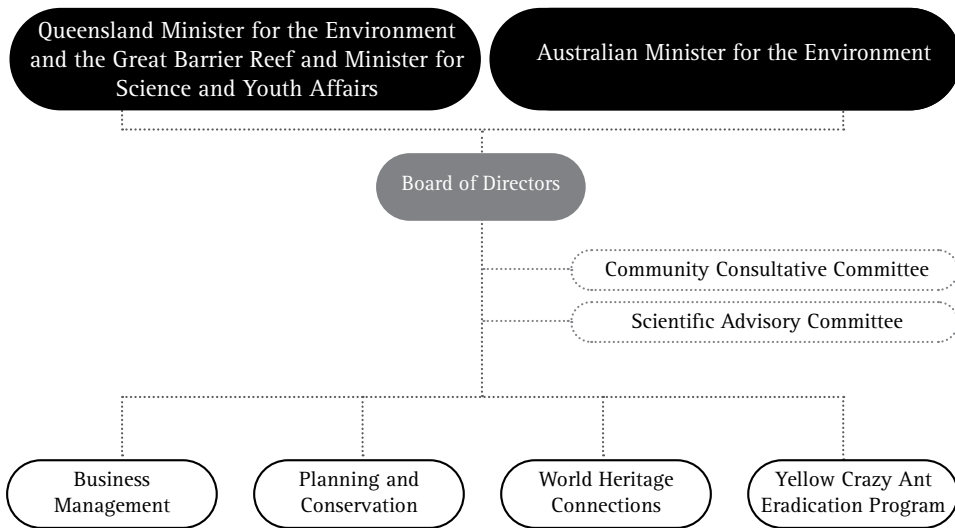 Queensland Minister for the Environment
and the Great Barrier Reef and Minister for
Science and Youth Affairs
Australian Minister for the Environment
Board of Directors
Community Consultative Committee
Scientific Advisory Committee
Business
Management
Planning and
Conservation
World Heritage
Connections
Yellow Crazy Ant
Eradication Program